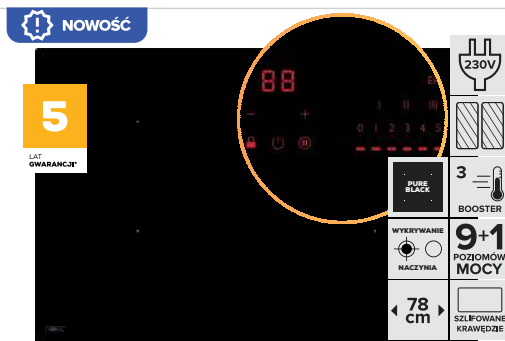 NOWOŚĆ
88
230V
5
LAT
GWARANCJI*
- +
0 1 2 3 4 5
PURE
BLACK
3
BOOSTER
WYKRYWANIE
NACZYNIA
9+1
POZIOMÓW
MOCY
78
cm
SZLIFOWANE
KRAWĘDZIE